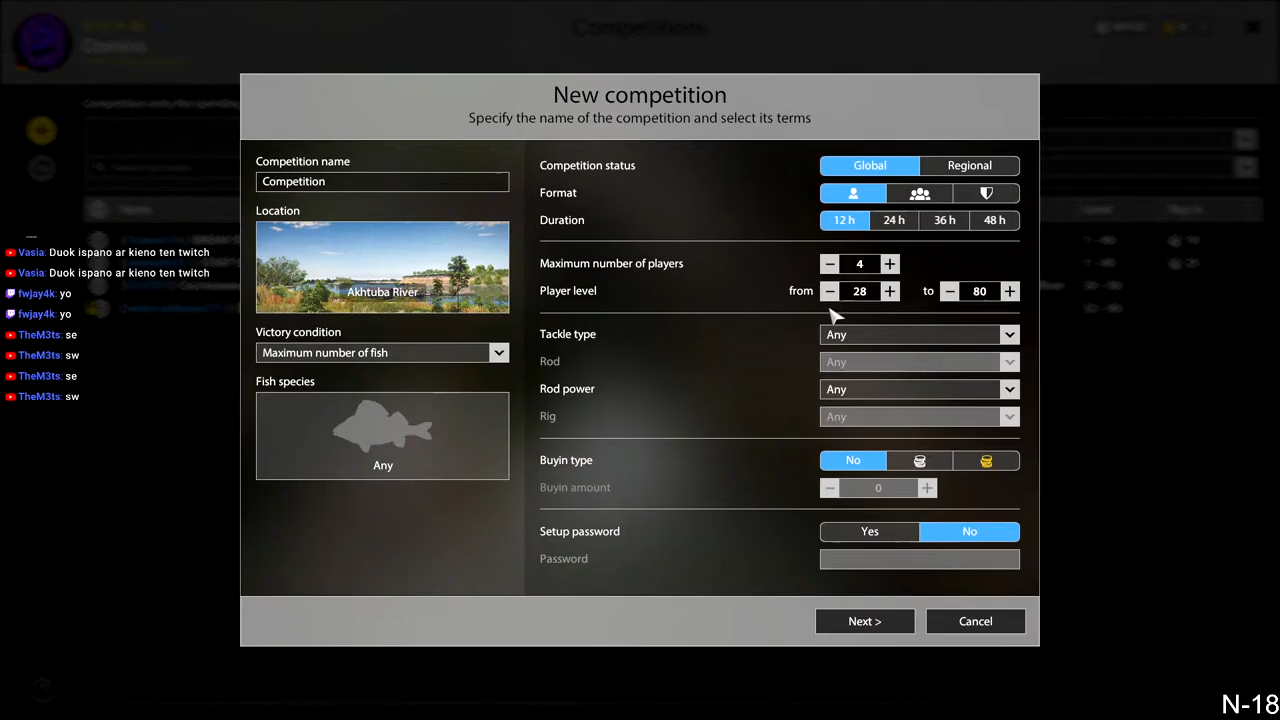 Competitions
New competition
Specify the name of the competition and select its terms
Competition name
Competition
Location
Akhtuba River
Victory condition
Maximum number of fish
Fish species
Any
Competition status
Global
Regional
Format
Duration
12 h
24 h
36 h
48 h
Maximum number of players
4
Player level
from
28
to
80
Tackle type
Any
Rod
Any
Rod power
Any
Rig
Any
Buyin type
No
Buyin amount
0
Setup password
Yes
No
Password
Next >
Cancel
Vasia: Duok ispano ar kieno ten twitch
Vasia: Duok ispano ar kieno ten twitch
fwjay4k: yo
fwjay4k: yo
TheM3ts: se
TheM3ts: sw
TheM3ts: se
TheM3ts: sw
N-18